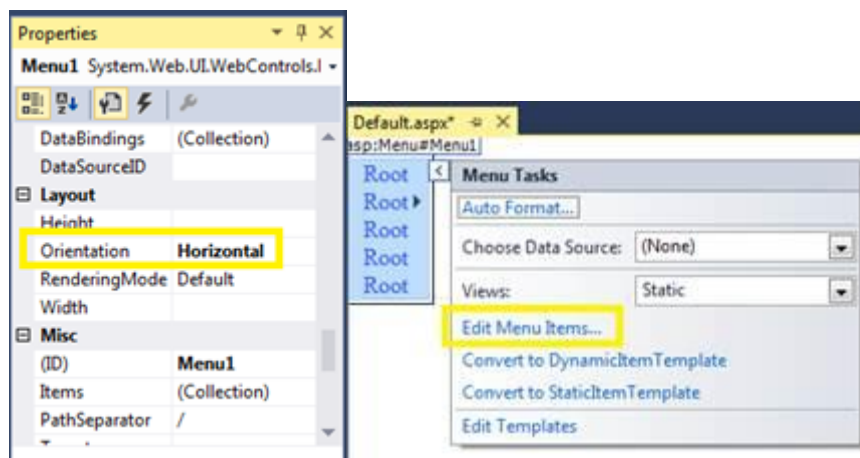 Properties
Menu1 System.Web.UI.WebControls.
DataBindings (Collection)
DataSourceID
Layout
Height
Orientation Horizontal
RenderingMode Default
Width
Misc
(ID) Menu1
Items (Collection)
PathSeparator /
Default.aspx*
asp:Menu#Menu1
Root
Root
Root
Root
Root
Menu Tasks
Auto Format...
Choose Data Source: (None)
Views: Static
Edit Menu Items...
Convert to DynamicItemTemplate
Convert to StaticItemTemplate
Edit Templates